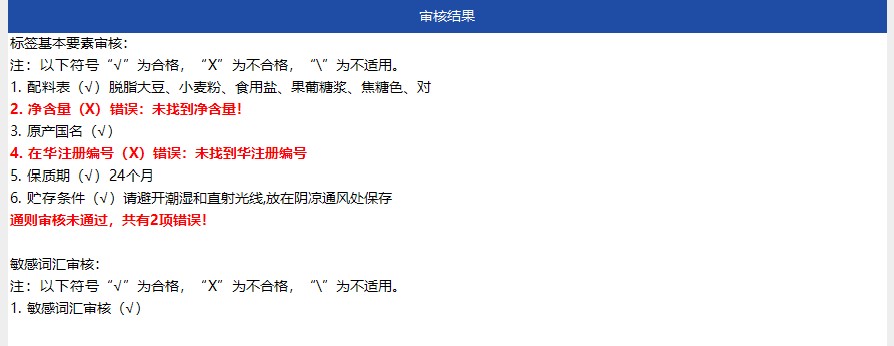 审核结果
标签基本要素审核：
注：以下符号“√”为合格，“X”为不合格，“\”为不适用。
1. 配料表（√）脱脂大豆、小麦粉、食用盐、果葡糖浆、焦糖色、对
2. 净含量（X）错误：未找到净含量！
3. 原产国名（√）
4. 在华注册编号（X）错误：未找到华注册编号
5. 保质期（√）24个月
6. 贮存条件（√）请避开潮湿和直射光线,放在阴凉通风处保存
通则审核未通过，共有2项错误！
敏感词汇审核：
注：以下符号“√”为合格，“X”为不合格，“\”为不适用。
1. 敏感词汇审核（√）